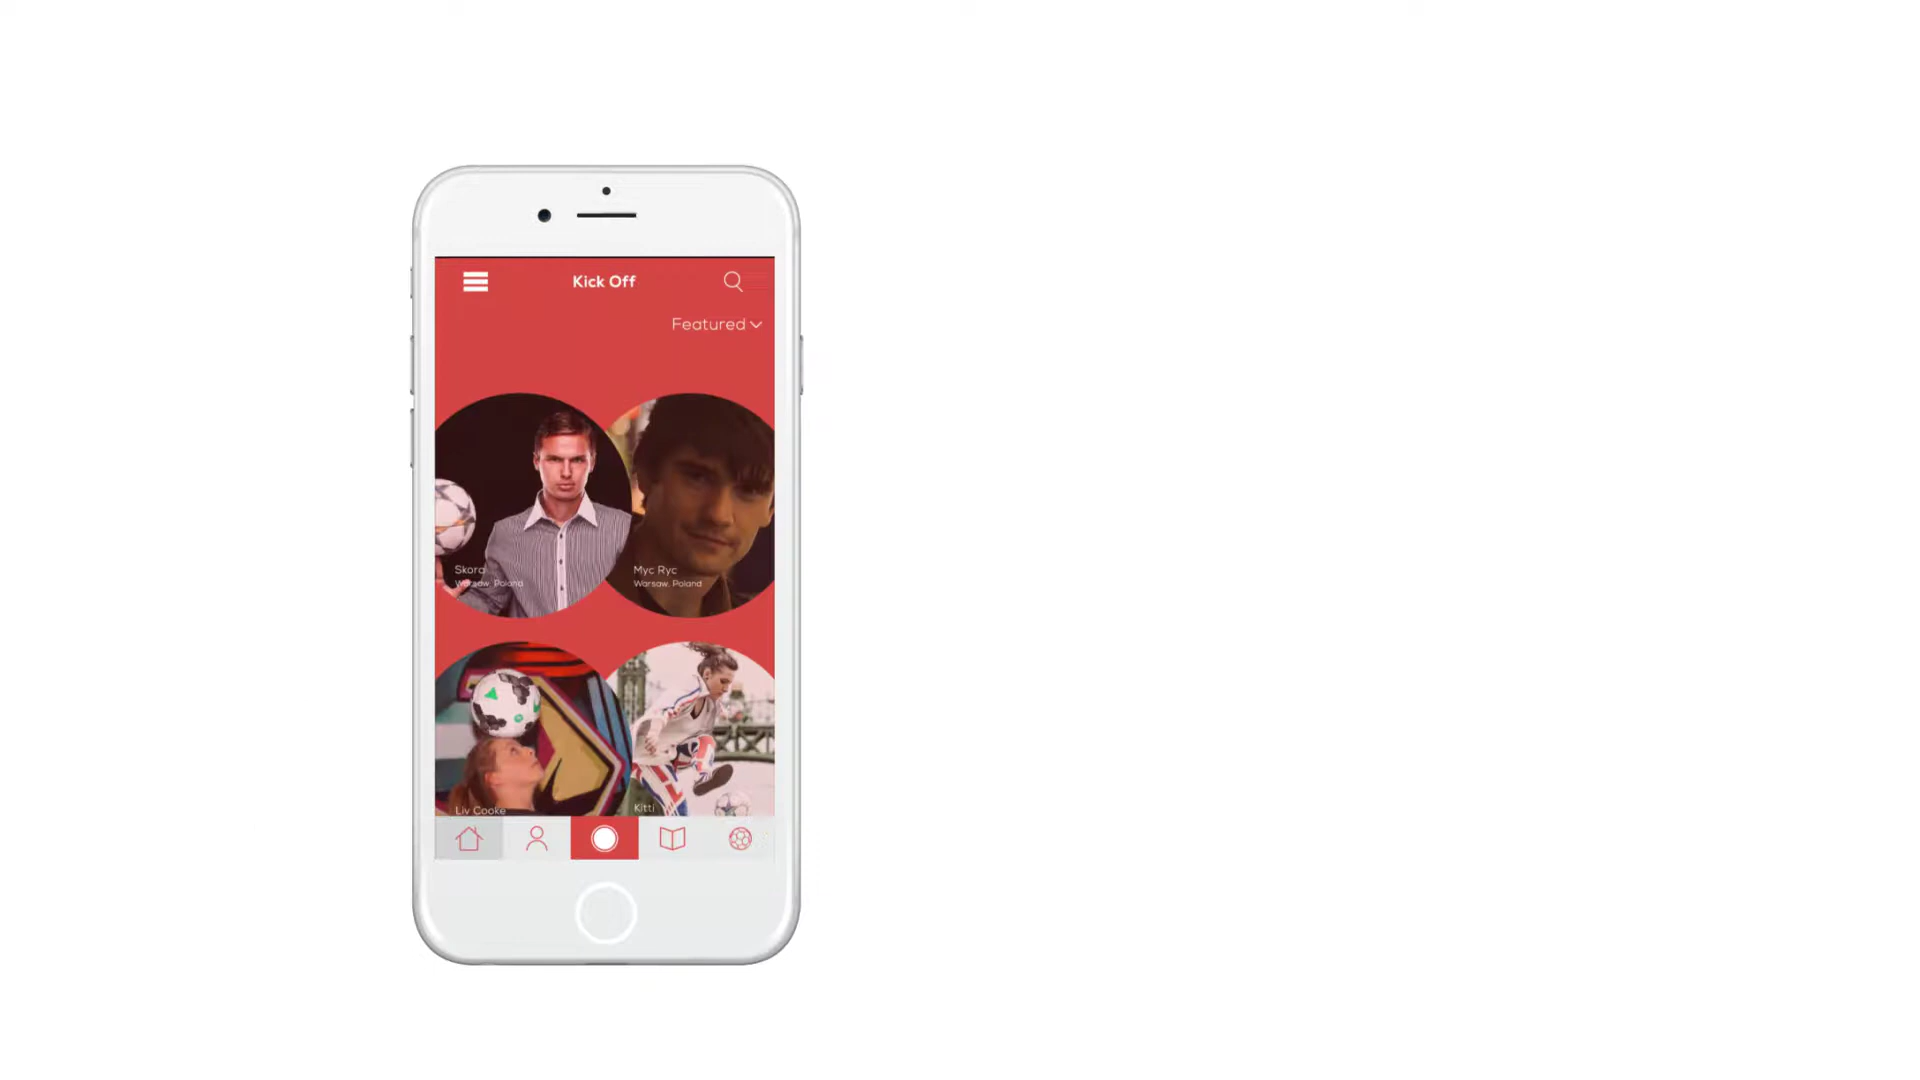 Kick Off
Featured
Skora
Warsaw, Poland
Myc Ryc
Warsaw, Poland
Liv Cooke
Kitti